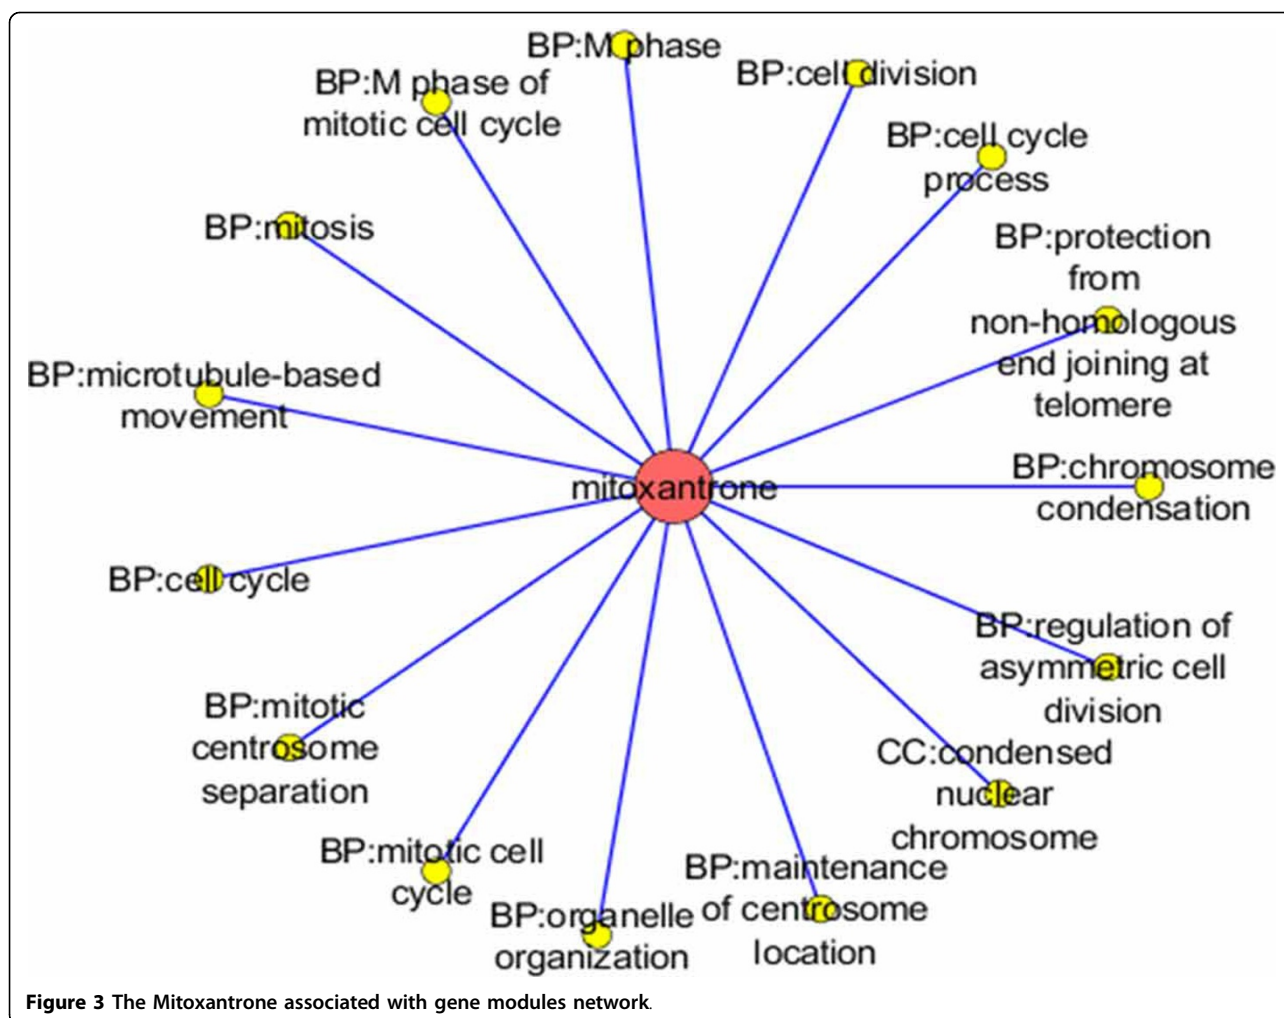 BP:M phase
BP:cell division
BP:M phase of
mitotic cell cycle
BP:cell cycle
process
BP:mitosis
BP:protection
from
non-homologous
end joining at
telomere
BP:microtubule-based
movement
mitoxantrone
BP:chromosome
condensation
BP:cell cycle
BP:regulation of
asymmetric cell
division
BP:mitotic
centrosome
separation
CC:condensed
nuclear
chromosome
BP:mitotic cell
cycle
BP:maintenance
of centrosome
location
BP:organelle
organization
Figure 3 The Mitoxantrone associated with gene modules network.